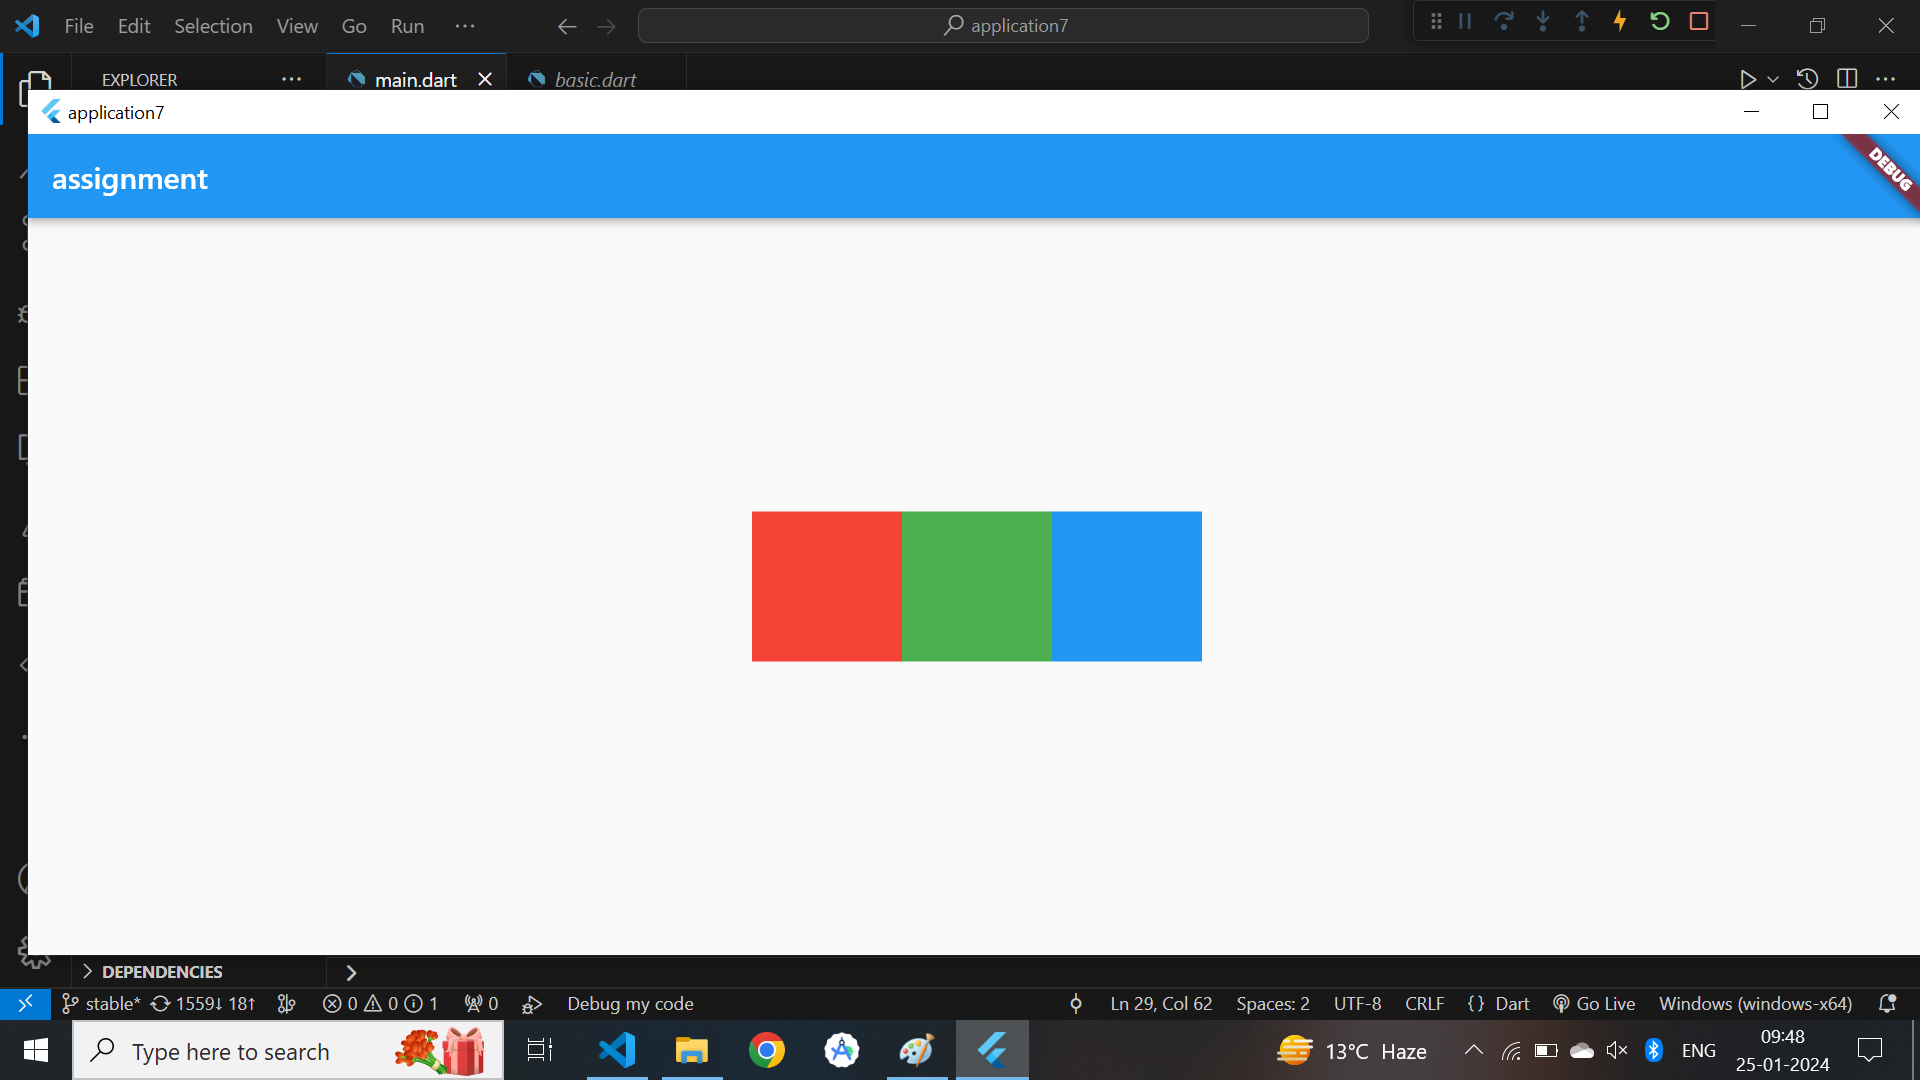 File Edit Selection View Go Run ··· application7
EXPLORER ··· main.dart basic.dart ···
application7
assignment
DEBUG
DEPENDENCIES
stable* 1559↓ 18↑ 0 0 1 0 Debug my code Ln 29, Col 62 Spaces: 2 UTF-8 CRLF {} Dart Go Live Windows (windows-x64)
Type here to search 13°C Haze ENG 09:48
25-01-2024